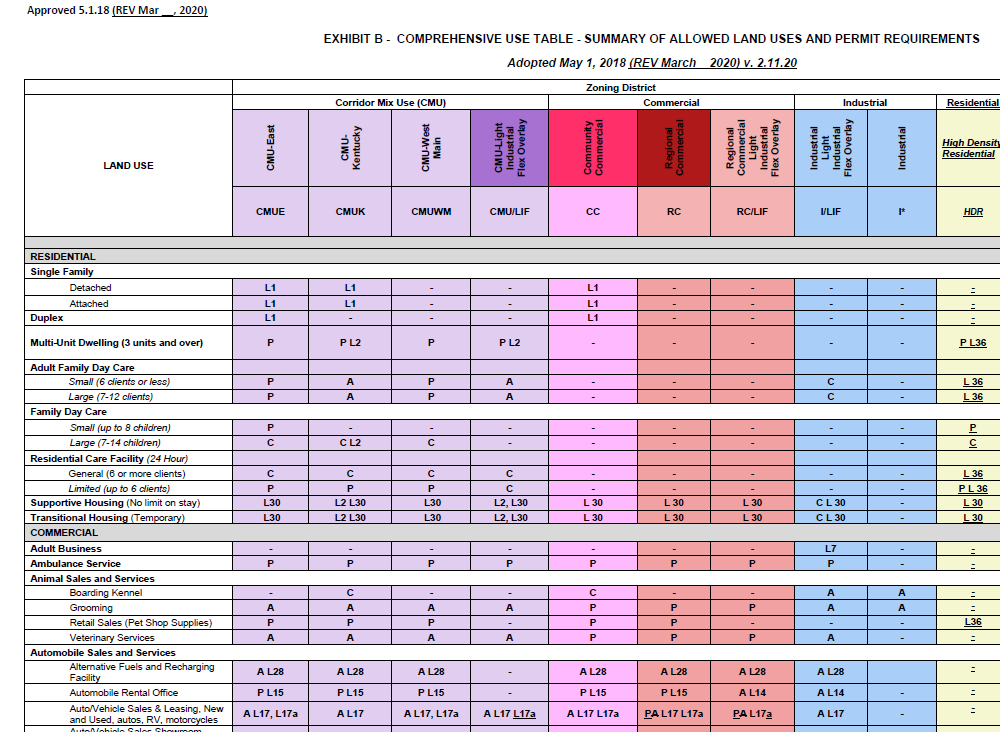 Approved 5.1.18 (REV Mar __, 2020)
EXHIBIT B - COMPREHENSIVE USE TABLE - SUMMARY OF ALLOWED LAND USES AND PERMIT REQUIREMENTS
Adopted May 1, 2018 (REV March _ 2020) v. 2.11.20
Zoning District
Corridor Mix Use (CMU) Commercial Industrial Residential
LAND USE
CMU-East
CMU-
Kentucky
CMU-West
Main
CMU-Light
Industrial
Flex Overlay
Community
Commercial
Regional
Commercial
Regional
Commercial
Light
Industrial
Flex Overlay
Industrial
Light
Industrial
Flex Overlay
Industrial
High Density
Residential
CMUE CMUK CMUWM CMU/LIF CC RC RC/LIF I/LIF I* HDR
RESIDENTIAL
Single Family
Detached L1 L1 - - L1 - - - - -
Attached L1 L1 - - L1 - - - - -
Duplex L1 - - - L1 - - - - -
Multi-Unit Dwelling (3 units and over) P P L2 P P L2 - - - - - P L36
Adult Family Day Care
Small (6 clients or less) P A P A - - - C - L 36
Large (7-12 clients) P A P A - - - C - L 36
Family Day Care
Small (up to 8 children) P - - - - - - - - P
Large (7-14 children) C C L2 C - - - - - - C
Residential Care Facility (24 Hour)
General (6 or more clients) C C C C - - - - - L 36
Limited (up to 6 clients) P P P C - - - - - P L 36
Supportive Housing (No limit on stay) L30 L2 L30 L30 L2, L30 L 30 L 30 L 30 C L 30 - L 30
Transitional Housing (Temporary) L30 L2 L30 L30 L2, L30 L 30 L 30 L 30 C L 30 - L 30
COMMERCIAL
Adult Business - - - - - - - L7 - -
Ambulance Service P P P P P P P P - -
Animal Sales and Services
Boarding Kennel - C - - C - - A A -
Grooming A A A A P P P A A -
Retail Sales (Pet Shop Supplies) P P P - P P - - - L36
Veterinary Services A A A A P P P A - -
Automobile Sales and Services
Alternative Fuels and Recharging
Facility A L28 A L28 A L28 - A L28 A L28 A L28 A L28 -
Automobile Rental Office P L15 P L15 P L15 - P L15 P L15 A L14 A L14 - -
Auto/Vehicle Sales & Leasing, New
and Used, autos, RV, motorcycles A L17, L17a A L17 A L17, L17a A L17 L17a A L17 L17a PA L17 L17a PA L17a A L17 - -
Auto/Vehicle Sales Showroom